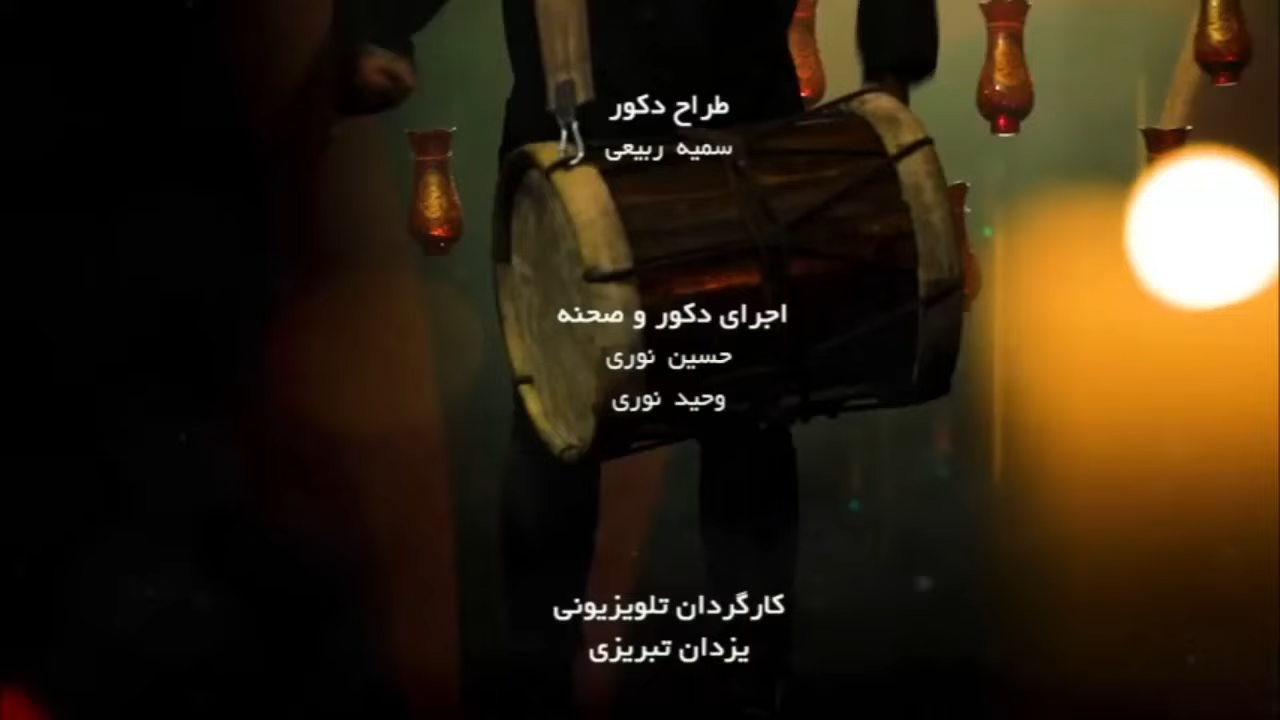 طراح دکور
سمیه ربیعی
اجرای دکور و صحنه
حسین نوری
وحید نوری
کارگردان تلویزیونی
یزدان تبریزی